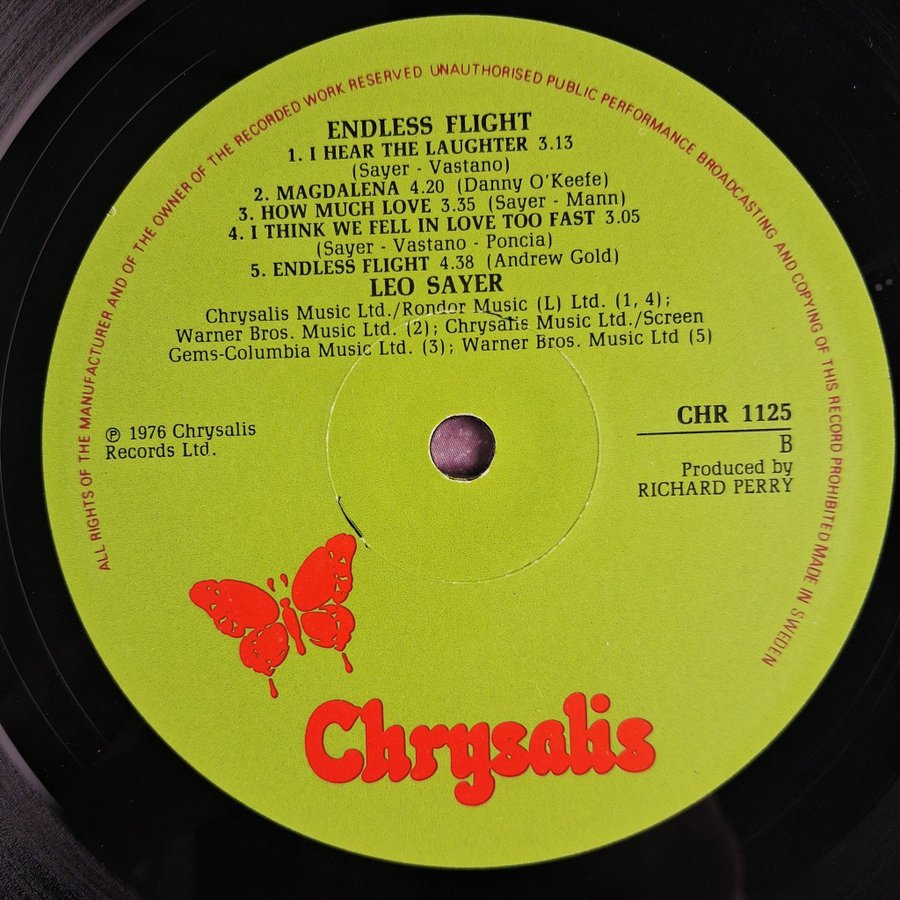 ALL RIGHTS OF THE MANUFACTURER AND OF THE OWNER OF THE RECORDED WORK RESERVED UNAUTHORISED PUBLIC PERFORMANCE BROADCASTING AND COPYING OF THIS RECORD PROHIBITED MADE IN SWEDEN
ENDLESS FLIGHT
1. I HEAR THE LAUGHTER 3.13
(Sayer - Vastano)
2. MAGDALENA 4.20 (Danny O'Keefe)
3. HOW MUCH LOVE 3.35 (Sayer - Mann)
4. I THINK WE FELL IN LOVE TOO FAST 3.05
(Sayer - Vastano - Poncia)
5. ENDLESS FLIGHT 4.38 (Andrew Gold)
LEO SAYER
Chrysalis Music Ltd./Rondor Music (L) Ltd. (1, 4);
Warner Bros. Music Ltd. (2); Chrysalis Music Ltd./Screen
Gems-Columbia Music Ltd. (3); Warner Bros. Music Ltd (5)
℗ 1976 Chrysalis
Records Ltd.
CHR 1125
B
Produced by
RICHARD PERRY
Chrysalis